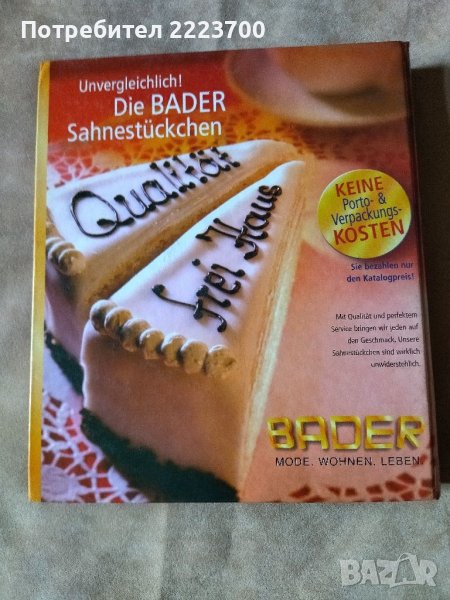 Потребител 2223700
Unvergleichlich!
Die BADER
Sahnestückchen
Qualität
frei Haus
KEINE
Porto- &
Verpackungs-
KOSTEN
Sie bezahlen nur
den Katalogpreis!
Mit Qualität und perfektem
Service bringen wir jeden auf
den Geschmack. Unsere
Sahnestückchen sind wirklich
unwiderstehlich.
BADER
MODE. WOHNEN. LEBEN.
BAZAR